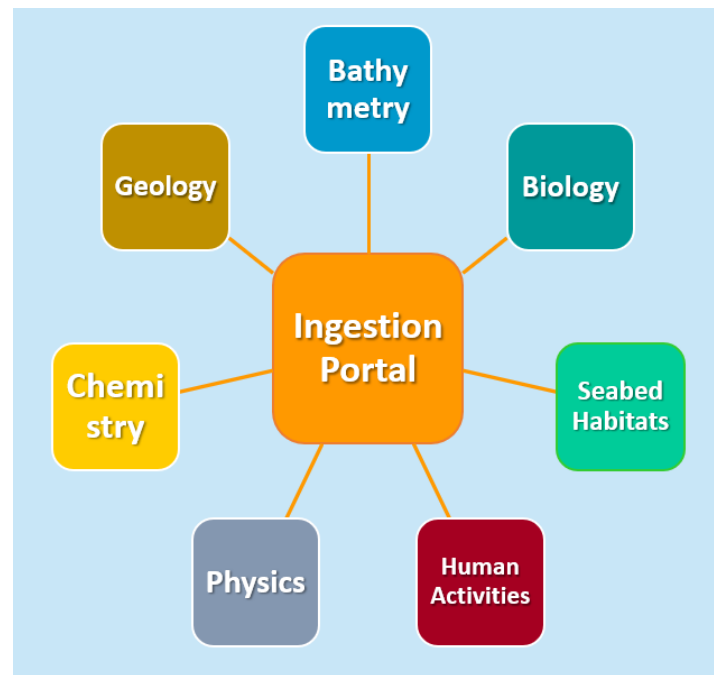 Bathy
metry
Geology
Biology
Ingestion
Portal
Chemi
stry
Seabed
Habitats
Physics
Human
Activities